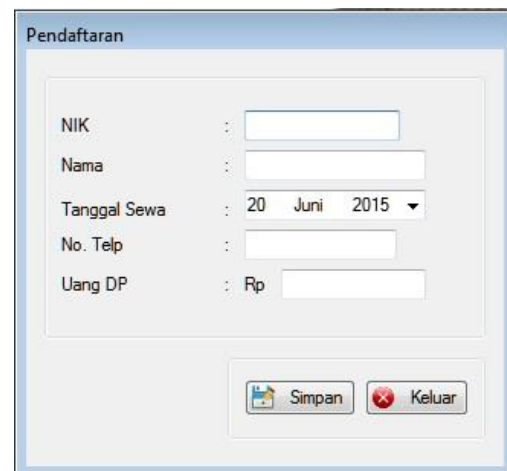 Pendaftaran
NIK :
Nama :
Tanggal Sewa : 20 Juni 2015
No. Telp :
Uang DP : Rp
Simpan Keluar